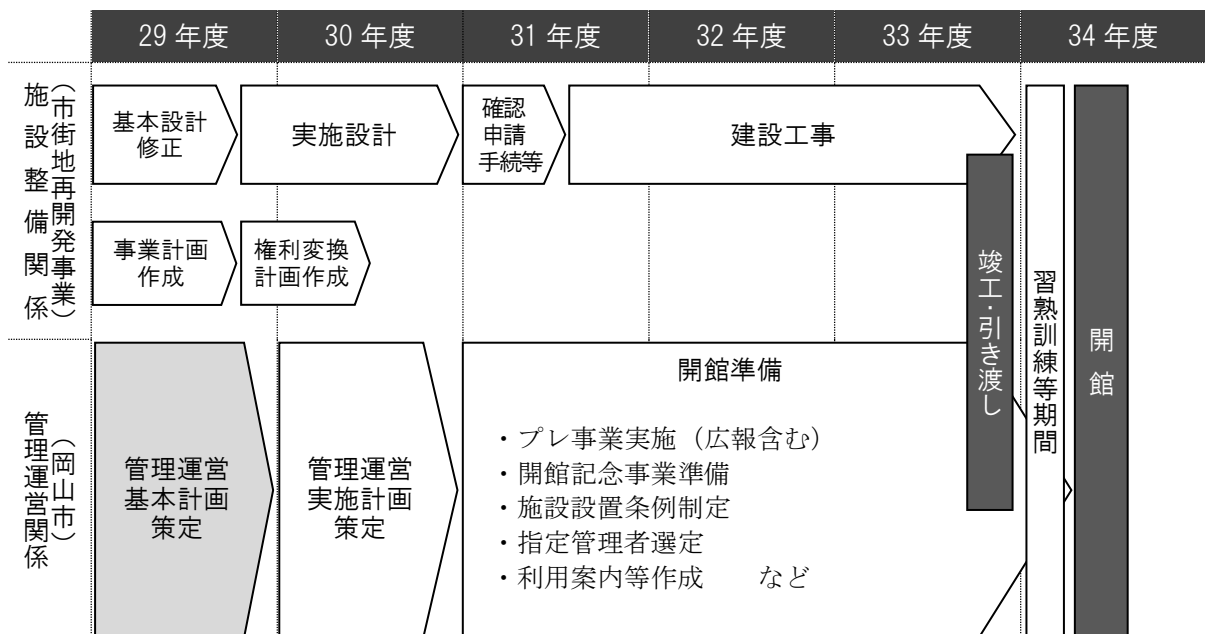 29 年度
30 年度
31 年度
32 年度
33 年度
34 年度
施設整備関係
（市街地再開発事業）
基本設計
修正
実施設計
確認
申請
手続等
建設工事
事業計画
作成
権利変換
計画作成
竣工・引き渡し
習熟訓練等期間
開館
管理運営関係
（岡山市）
管理運営
基本計画
策定
管理運営
実施計画
策定
開館準備
・プレ事業実施（広報含む）
・開館記念事業準備
・施設設置条例制定
・指定管理者選定
・利用案内等作成　　など